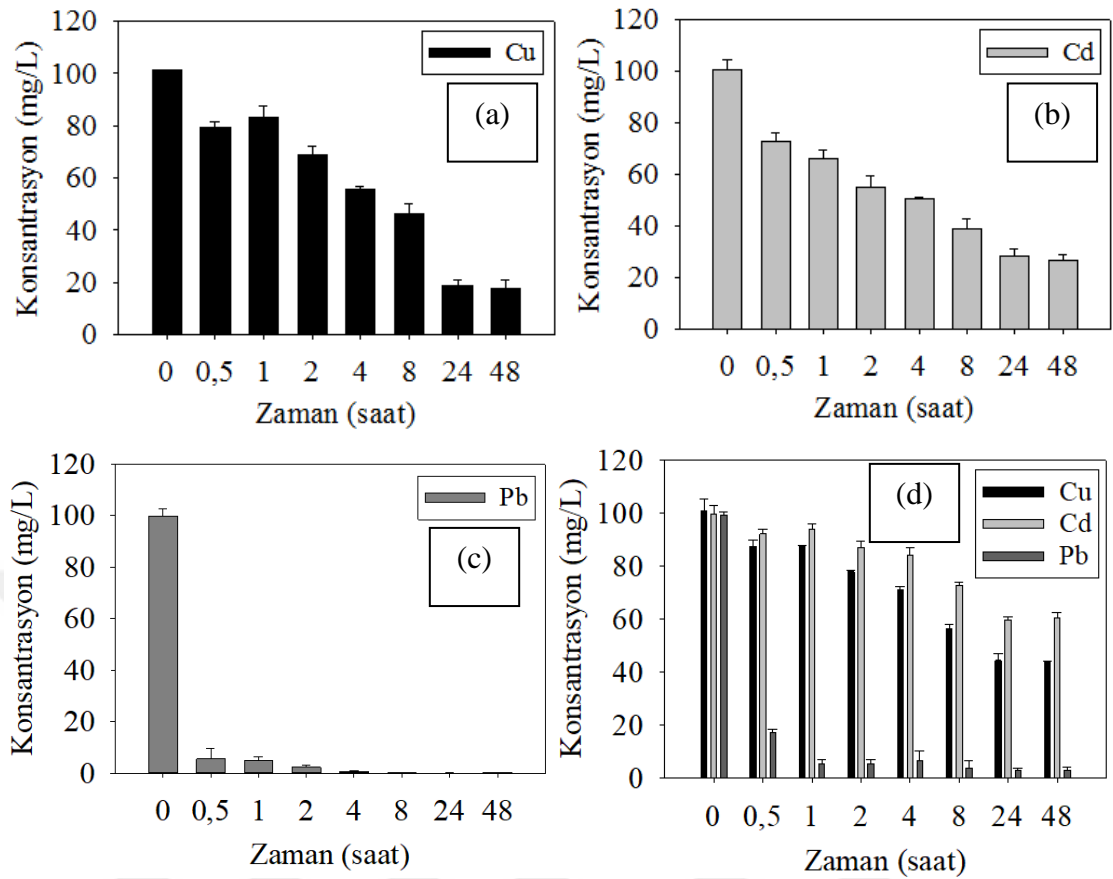 120
100
80
60
40
20
0
Konsantrasyon (mg/L)
Cu
(a)
0 0,5 1 2 4 8 24 48
Zaman (saat)
120
100
80
60
40
20
0
Konsantrasyon (mg/L)
Cd
(b)
0 0,5 1 2 4 8 24 48
Zaman (saat)
120
100
80
60
40
20
0
Konsantrasyon (mg/L)
Pb
(c)
0 0,5 1 2 4 8 24 48
Zaman (saat)
120
100
80
60
40
20
0
Konsantrasyon (mg/L)
(d)
Cu
Cd
Pb
0 0,5 1 2 4 8 24 48
Zaman (saat)